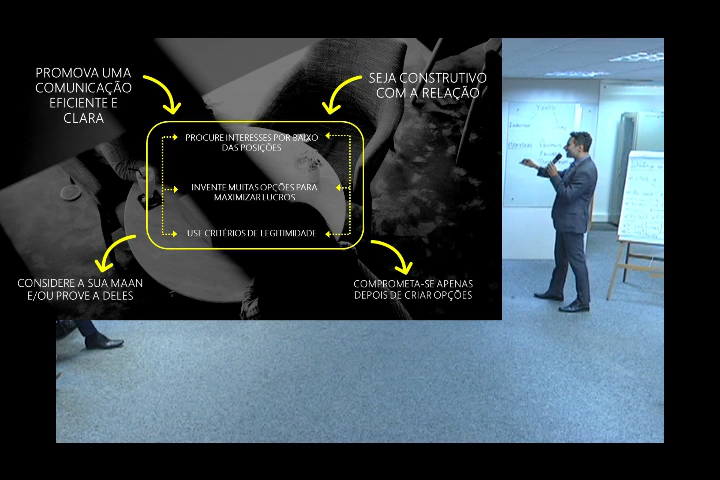 PROMOVA UMA
COMUNICAÇÃO
EFICIENTE E
CLARA
SEJA CONSTRUTIVO
COM A RELAÇÃO
PROCURE INTERESSES POR BAIXO
DAS POSIÇÕES
INVENTE MUITAS OPÇÕES PARA
MAXIMIZAR LUCROS
USE CRITÉRIOS DE LEGITIMIDADE
CONSIDERE A SUA MAAN
E/OU PROVE A DELES
COMPROMETA-SE APENAS
DEPOIS DE CRIAR OPÇÕES